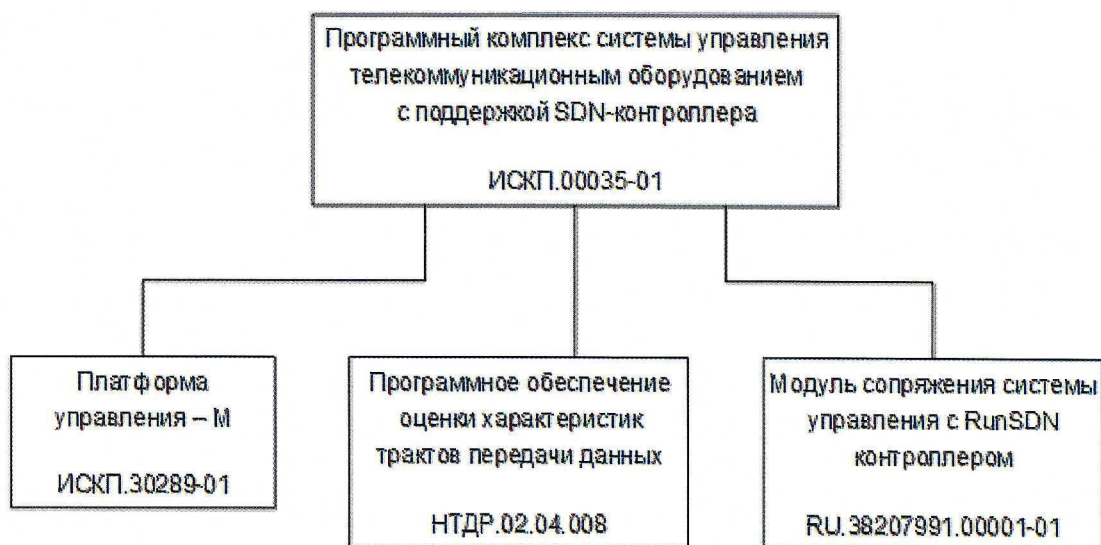 Программный комплекс системы управления
телекоммуникационным оборудованием
с поддержкой SDN-контроллера
ИСКП.00035-01
Платформа
управления – М
ИСКП.30289-01
Программное обеспечение
оценки характеристик
трактов передачи данных
НТДР.02.04.008
Модуль сопряжения системы
управления с RunSDN
контроллером
RU.38207991.00001-01